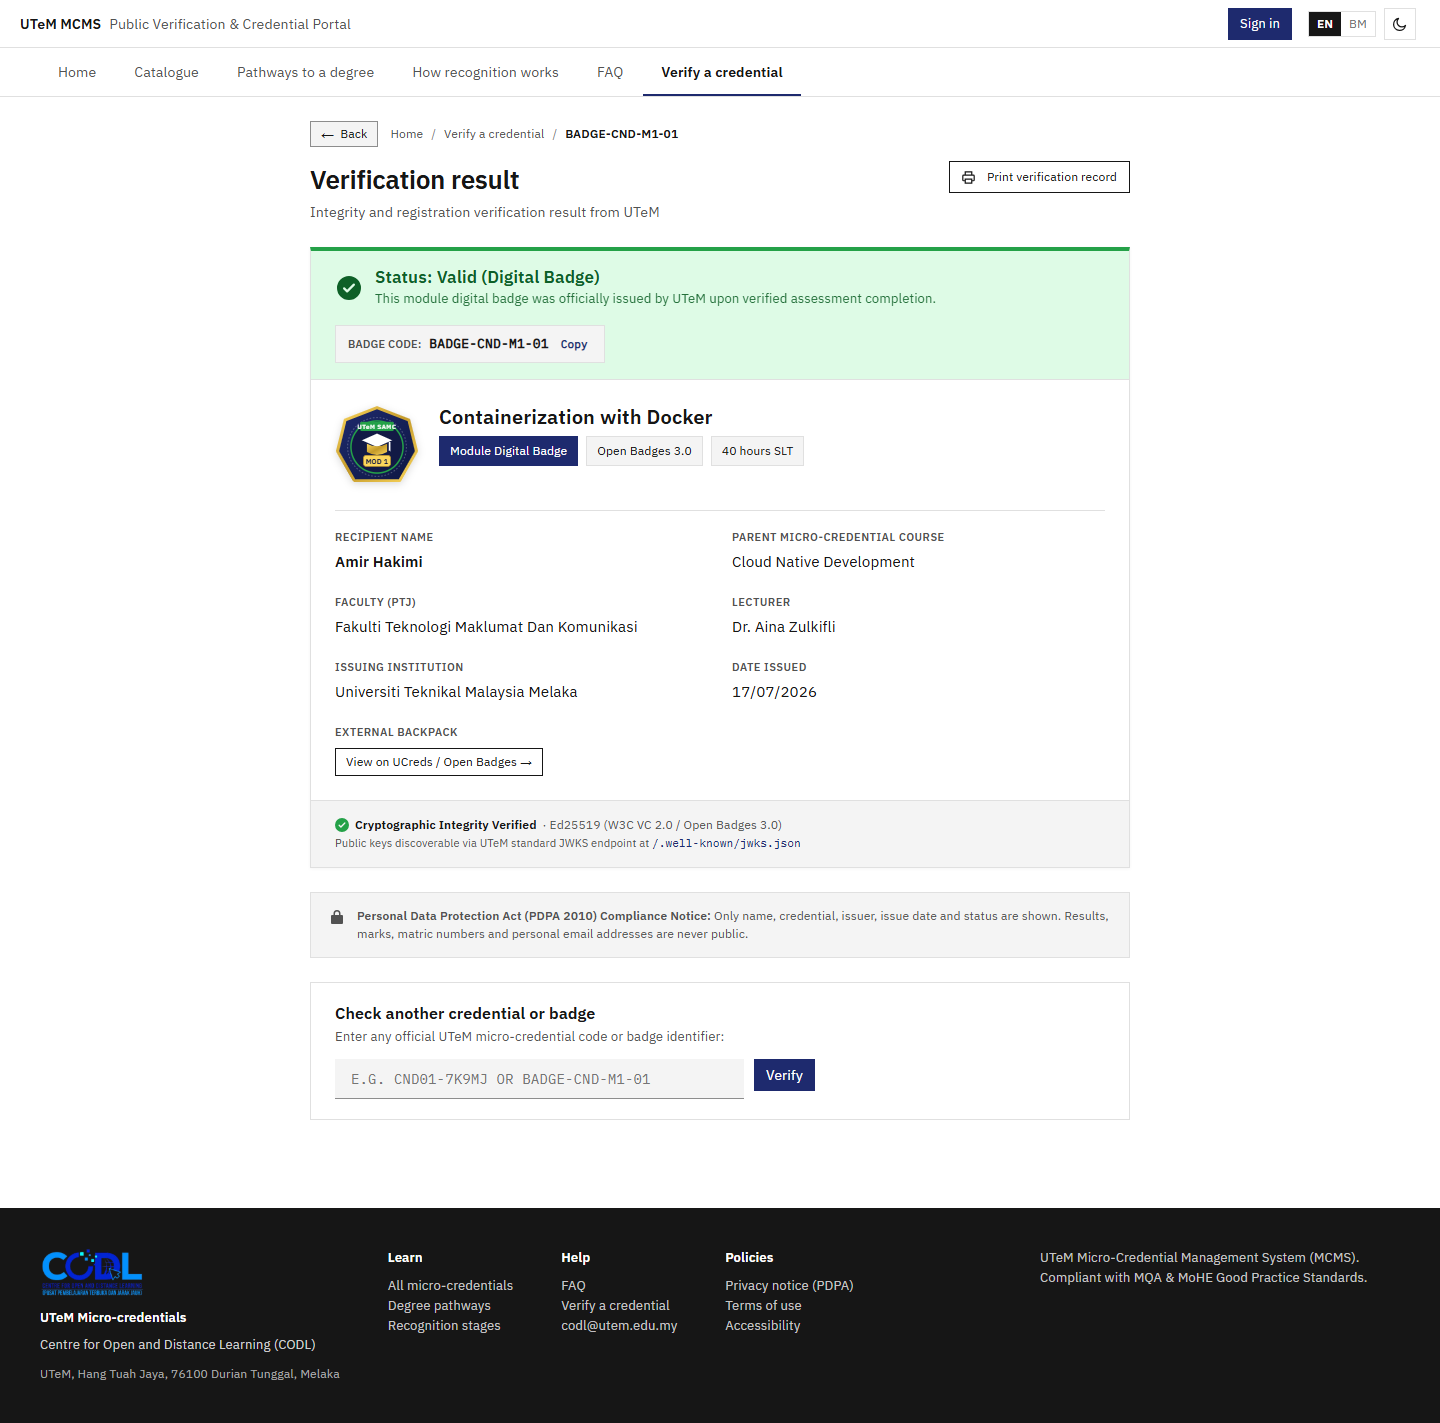 UTeM MCMS Public Verification & Credential Portal
Sign in
EN BM
Home Catalogue Pathways to a degree How recognition works FAQ Verify a credential
← Back Home / Verify a credential / BADGE-CND-M1-01
Verification result
Print verification record
Integrity and registration verification result from UTeM
Status: Valid (Digital Badge)
This module digital badge was officially issued by UTeM upon verified assessment completion.
BADGE CODE: BADGE-CND-M1-01 Copy
UTeM SAMC
MOD 1
Containerization with Docker
Module Digital Badge Open Badges 3.0 40 hours SLT
RECIPIENT NAME
Amir Hakimi
PARENT MICRO-CREDENTIAL COURSE
Cloud Native Development
FACULTY (PTJ)
Fakulti Teknologi Maklumat Dan Komunikasi
LECTURER
Dr. Aina Zulkifli
ISSUING INSTITUTION
Universiti Teknikal Malaysia Melaka
DATE ISSUED
17/07/2026
EXTERNAL BACKPACK
View on UCreds / Open Badges →
Cryptographic Integrity Verified · Ed25519 (W3C VC 2.0 / Open Badges 3.0)
Public keys discoverable via UTeM standard JWKS endpoint at /.well-known/jwks.json
Personal Data Protection Act (PDPA 2010) Compliance Notice: Only name, credential, issuer, issue date and status are shown. Results,
marks, matric numbers and personal email addresses are never public.
Check another credential or badge
Enter any official UTeM micro-credential code or badge identifier:
E.G. CND01-7K9MJ OR BADGE-CND-M1-01
Verify
CODL
UTeM Micro-credentials
Centre for Open and Distance Learning (CODL)
UTeM, Hang Tuah Jaya, 76100 Durian Tunggal, Melaka
Learn
All micro-credentials
Degree pathways
Recognition stages
Help
FAQ
Verify a credential
codl@utem.edu.my
Policies
Privacy notice (PDPA)
Terms of use
Accessibility
UTeM Micro-Credential Management System (MCMS).
Compliant with MQA & MoHE Good Practice Standards.